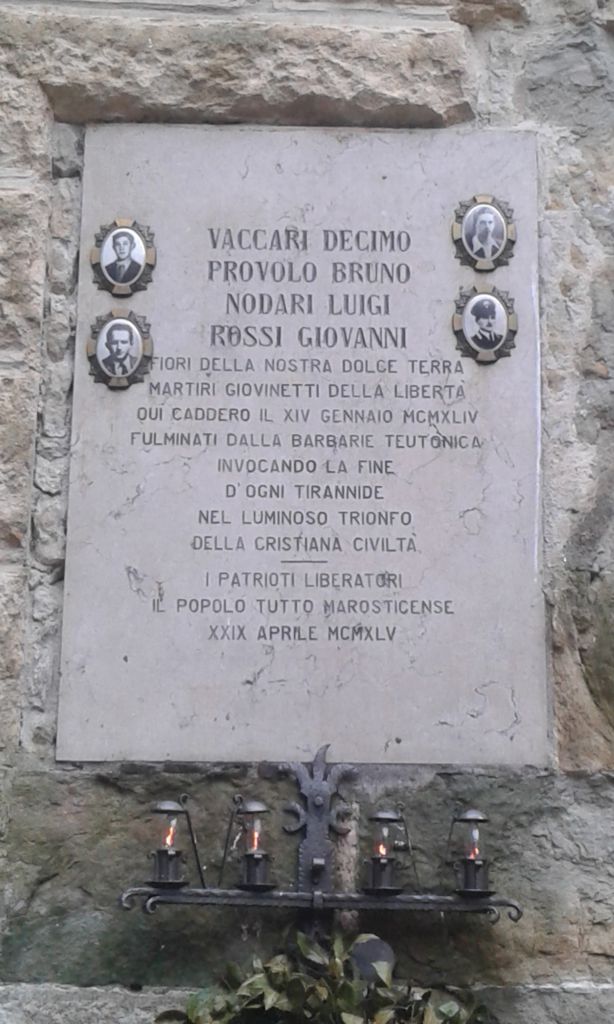 VACCARI DECIMO
PROVOLO BRUNO
NODARI LUIGI
ROSSI GIOVANNI
FIORI DELLA NOSTRA DOLCE TERRA
MARTIRI GIOVINETTI DELLA LIBERTÀ
QUI CADDERO IL XIV GENNAIO MCMXLIV
FULMINATI DALLA BARBARIE TEUTONICA
INVOCANDO LA FINE
D'OGNI TIRANNIDE
NEL LUMINOSO TRIONFO
DELLA CRISTIANA CIVILTÀ
I PATRIOTI LIBERATORI
IL POPOLO TUTTO MAROSTICENSE
XXIX APRILE MCMXLV